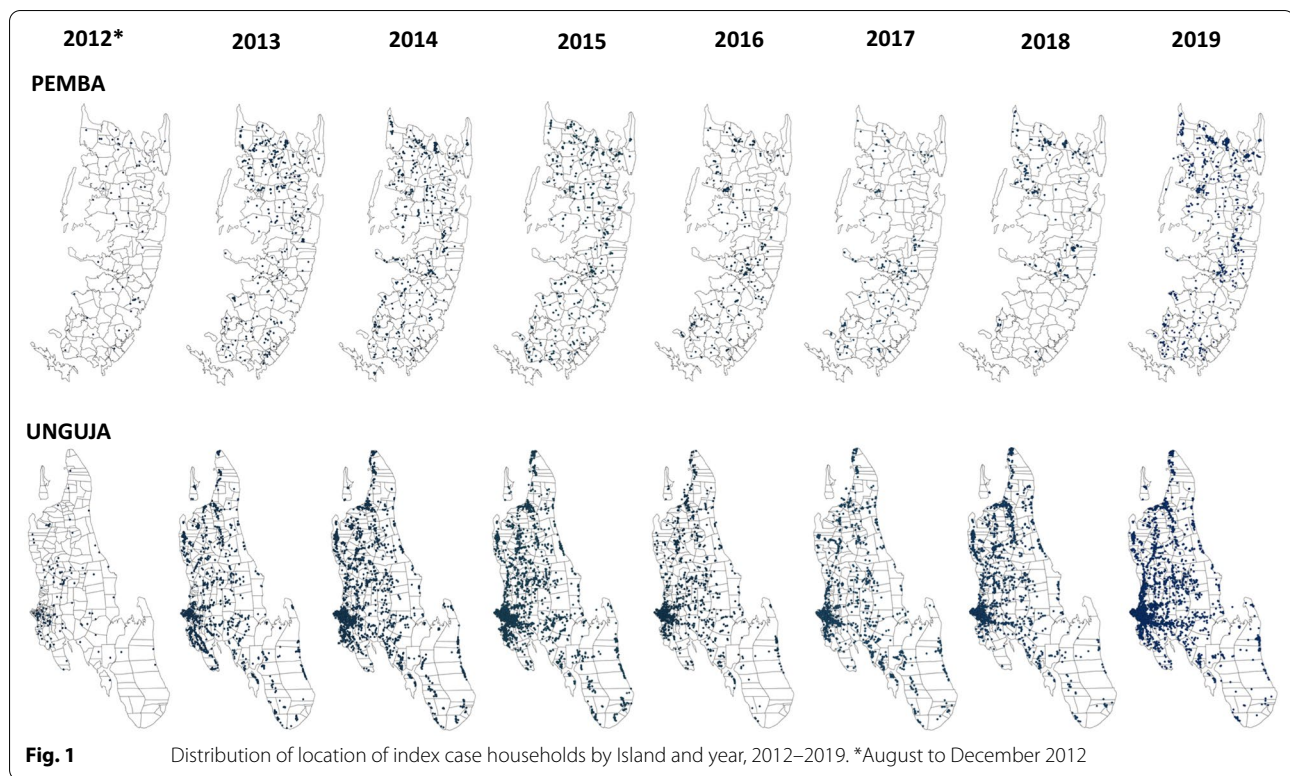 2012* 2013 2014 2015 2016 2017 2018 2019
PEMBA
UNGUJA
Fig. 1 Distribution of location of index case households by Island and year, 2012–2019. *August to December 2012